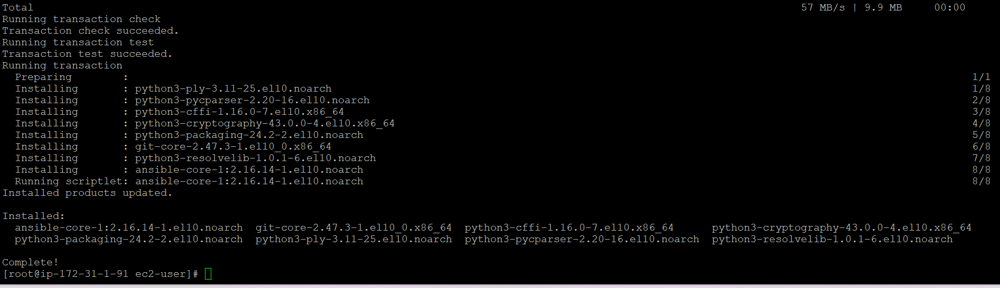 Total 57 MB/s | 9.9 MB 00:00
Running transaction check
Transaction check succeeded.
Running transaction test
Transaction test succeeded.
Running transaction
Preparing : 1/1
Installing : python3-ply-3.11-25.el10.noarch 1/8
Installing : python3-pycparser-2.20-16.el10.noarch 2/8
Installing : python3-cffi-1.16.0-7.el10.x86_64 3/8
Installing : python3-cryptography-43.0.0-4.el10.x86_64 4/8
Installing : python3-packaging-24.2-2.el10.noarch 5/8
Installing : git-core-2.47.3-1.el10_0.x86_64 6/8
Installing : python3-resolvelib-1.0.1-6.el10.noarch 7/8
Installing : ansible-core-1:2.16.14-1.el10.noarch 8/8
Running scriptlet: ansible-core-1:2.16.14-1.el10.noarch 8/8
Installed products updated.

Installed:
ansible-core-1:2.16.14-1.el10.noarch git-core-2.47.3-1.el10_0.x86_64 python3-cffi-1.16.0-7.el10.x86_64 python3-cryptography-43.0.0-4.el10.x86_64
python3-packaging-24.2-2.el10.noarch python3-ply-3.11-25.el10.noarch python3-pycparser-2.20-16.el10.noarch python3-resolvelib-1.0.1-6.el10.noarch

Complete!
[root@ip-172-31-1-91 ec2-user]#